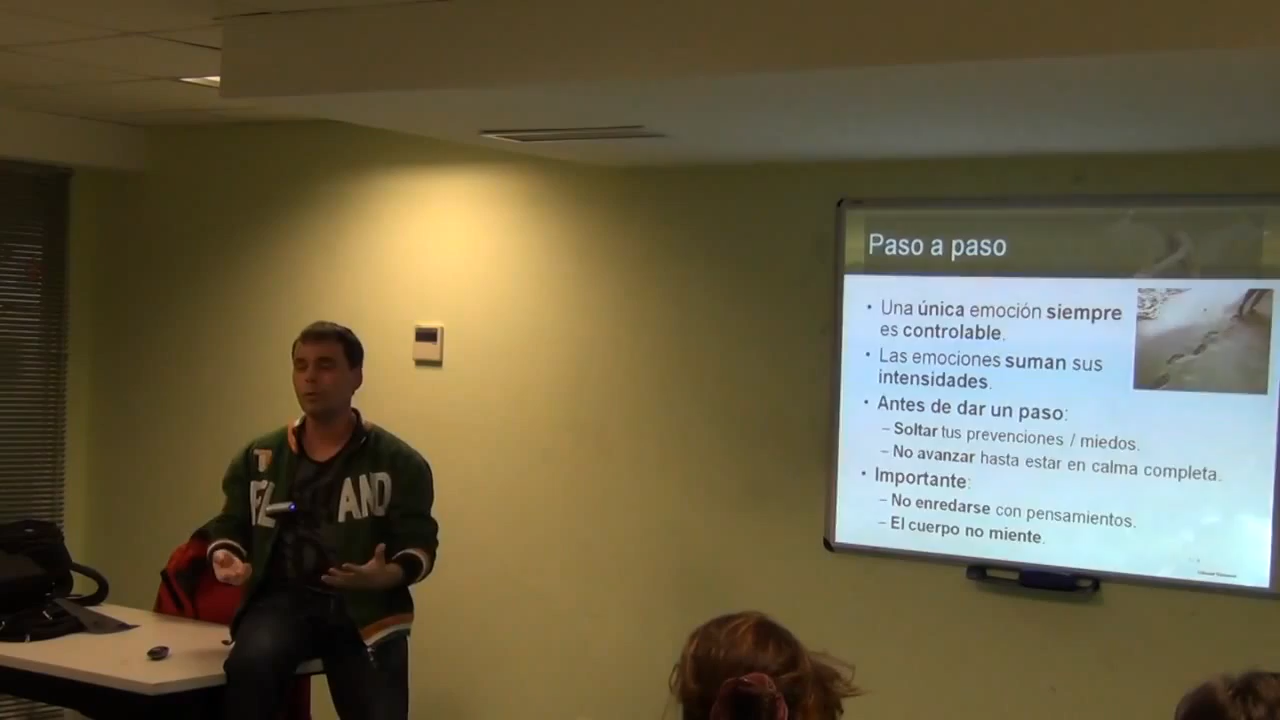 Paso a paso
• Una única emoción siempre
es controlable.
• Las emociones suman sus
intensidades.
• Antes de dar un paso:
– Soltar tus prevenciones / miedos.
– No avanzar hasta estar en calma completa.
• Importante:
– No enredarse con pensamientos.
– El cuerpo no miente.